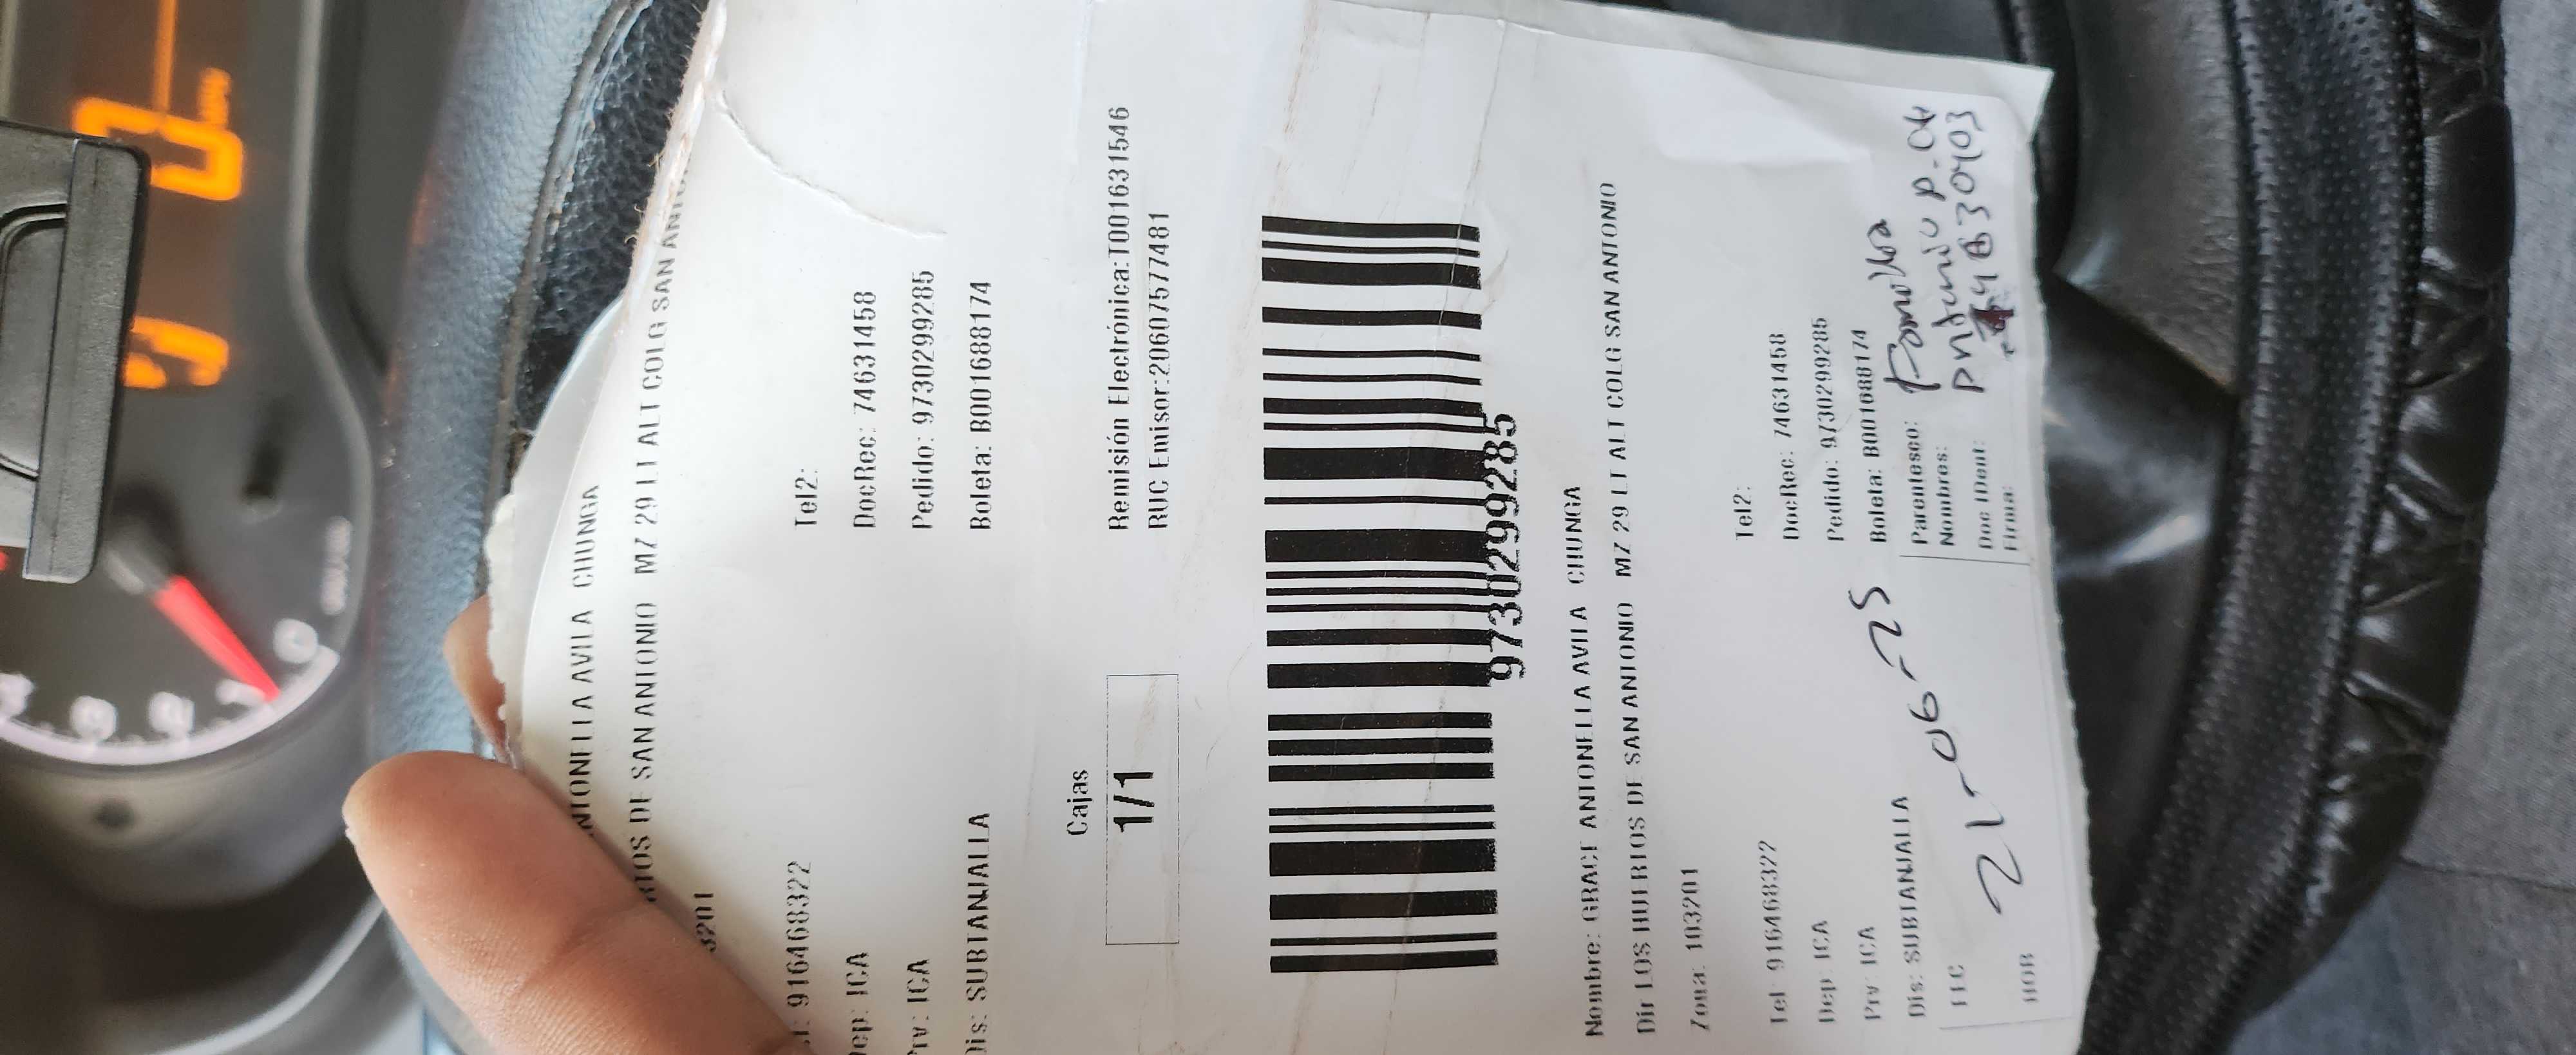 NTONELLA AVILA CHUNGA
RTOS DE SAN ANTONIO MZ 29 LT ALT COLG SAN ANTO
3201
l: 916468322
Tel2:
Dep: ICA
DocRec: 74631458
Prv: ICA
Pedido: 9730299285
Dis: SUBTANJALLA
Boleta: B001688174
Cajas
1/1
Remisión Electrónica:T001631546
RUC Emisor:20607577481
9730299285
Nombre: GRACE ANTONELLA AVILA CHUNGA
Dir LOS HUERTOS DE SAN ANTONIO MZ 29 LT ALT COLG SAN ANTONIO
Zona: 103201
Tel 916468322
Tel2:
Dep: ICA
DocRec: 74631458
Prv: ICA
Pedido: 9730299285
Dis: SUBTANJALLA
Boleta: B001688174
FEC
21-06-25
HOR
Parentesco:
Nombres:
Doc IDent:
Firma:
0